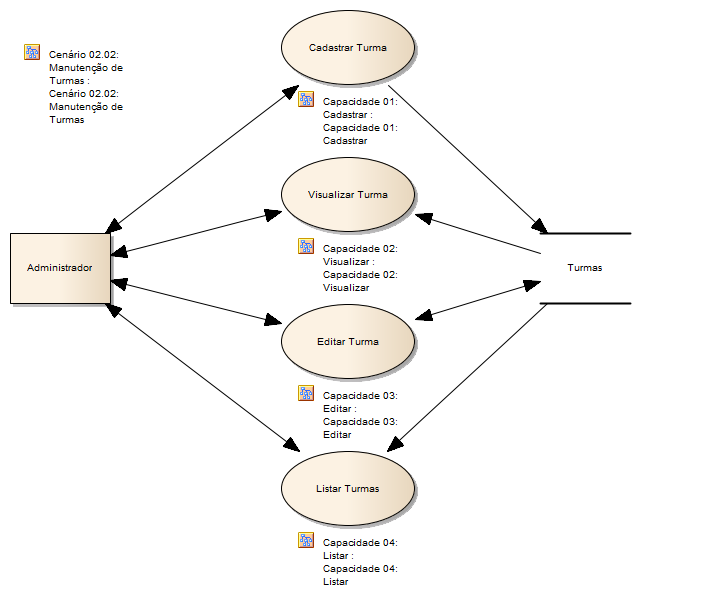 Cadastrar Turma
Cenário 02.02:
Manutenção de
Turmas :
Cenário 02.02:
Manutenção de
Turmas
Capacidade 01:
Cadastrar :
Capacidade 01:
Cadastrar
Visualizar Turma
Administrador
Turmas
Capacidade 02:
Visualizar :
Capacidade 02:
Visualizar
Editar Turma
Capacidade 03:
Editar :
Capacidade 03:
Editar
Listar Turmas
Capacidade 04:
Listar :
Capacidade 04:
Listar